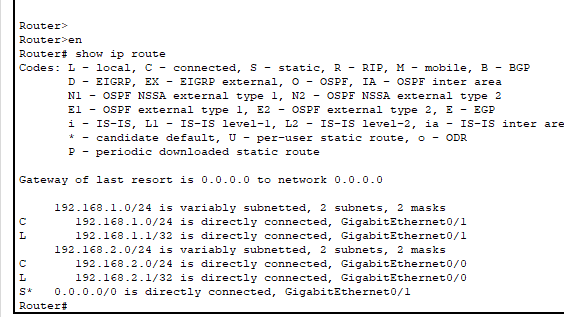 Router>
Router>en
Router# show ip route
Codes: L - local, C - connected, S - static, R - RIP, M - mobile, B - BGP
D - EIGRP, EX - EIGRP external, O - OSPF, IA - OSPF inter area
N1 - OSPF NSSA external type 1, N2 - OSPF NSSA external type 2
E1 - OSPF external type 1, E2 - OSPF external type 2, E - EGP
i - IS-IS, L1 - IS-IS level-1, L2 - IS-IS level-2, ia - IS-IS inter are
* - candidate default, U - per-user static route, o - ODR
P - periodic downloaded static route
Gateway of last resort is 0.0.0.0 to network 0.0.0.0
192.168.1.0/24 is variably subnetted, 2 subnets, 2 masks
C 192.168.1.0/24 is directly connected, GigabitEthernet0/1
L 192.168.1.1/32 is directly connected, GigabitEthernet0/1
192.168.2.0/24 is variably subnetted, 2 subnets, 2 masks
C 192.168.2.0/24 is directly connected, GigabitEthernet0/0
L 192.168.2.1/32 is directly connected, GigabitEthernet0/0
S* 0.0.0.0/0 is directly connected, GigabitEthernet0/1
Router#